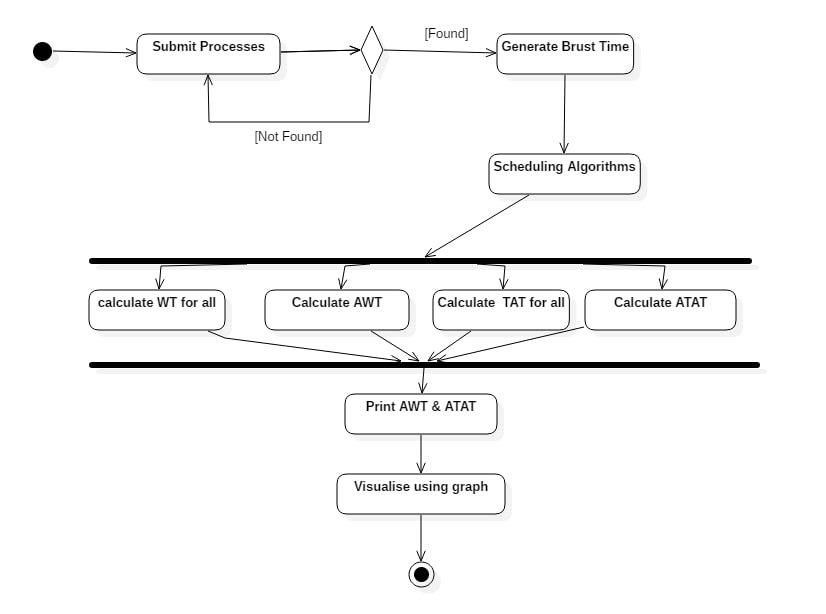 [Found]
Submit Processes
Generate Brust Time
[Not Found]
Scheduling Algorithms
calculate WT for all
Calculate AWT
Calculate TAT for all
Calculate ATAT
Print AWT & ATAT
Visualise using graph